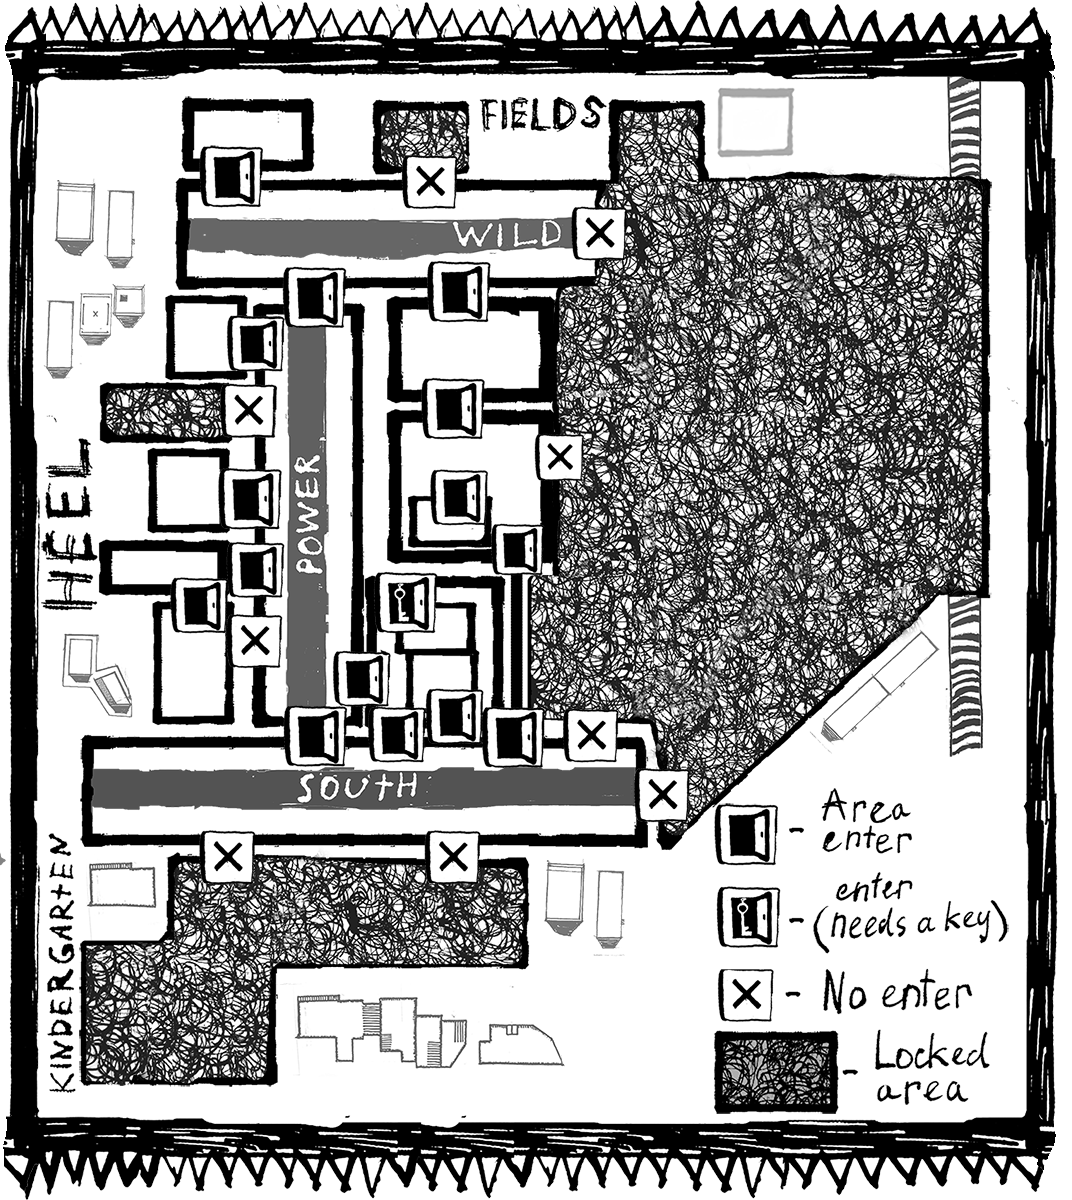 FIELDS
WILD
POWER
HEEL
SOUTH
KINDERGARTEN
- Area
enter
- enter
(needs a key)
- No enter
- Locked
area